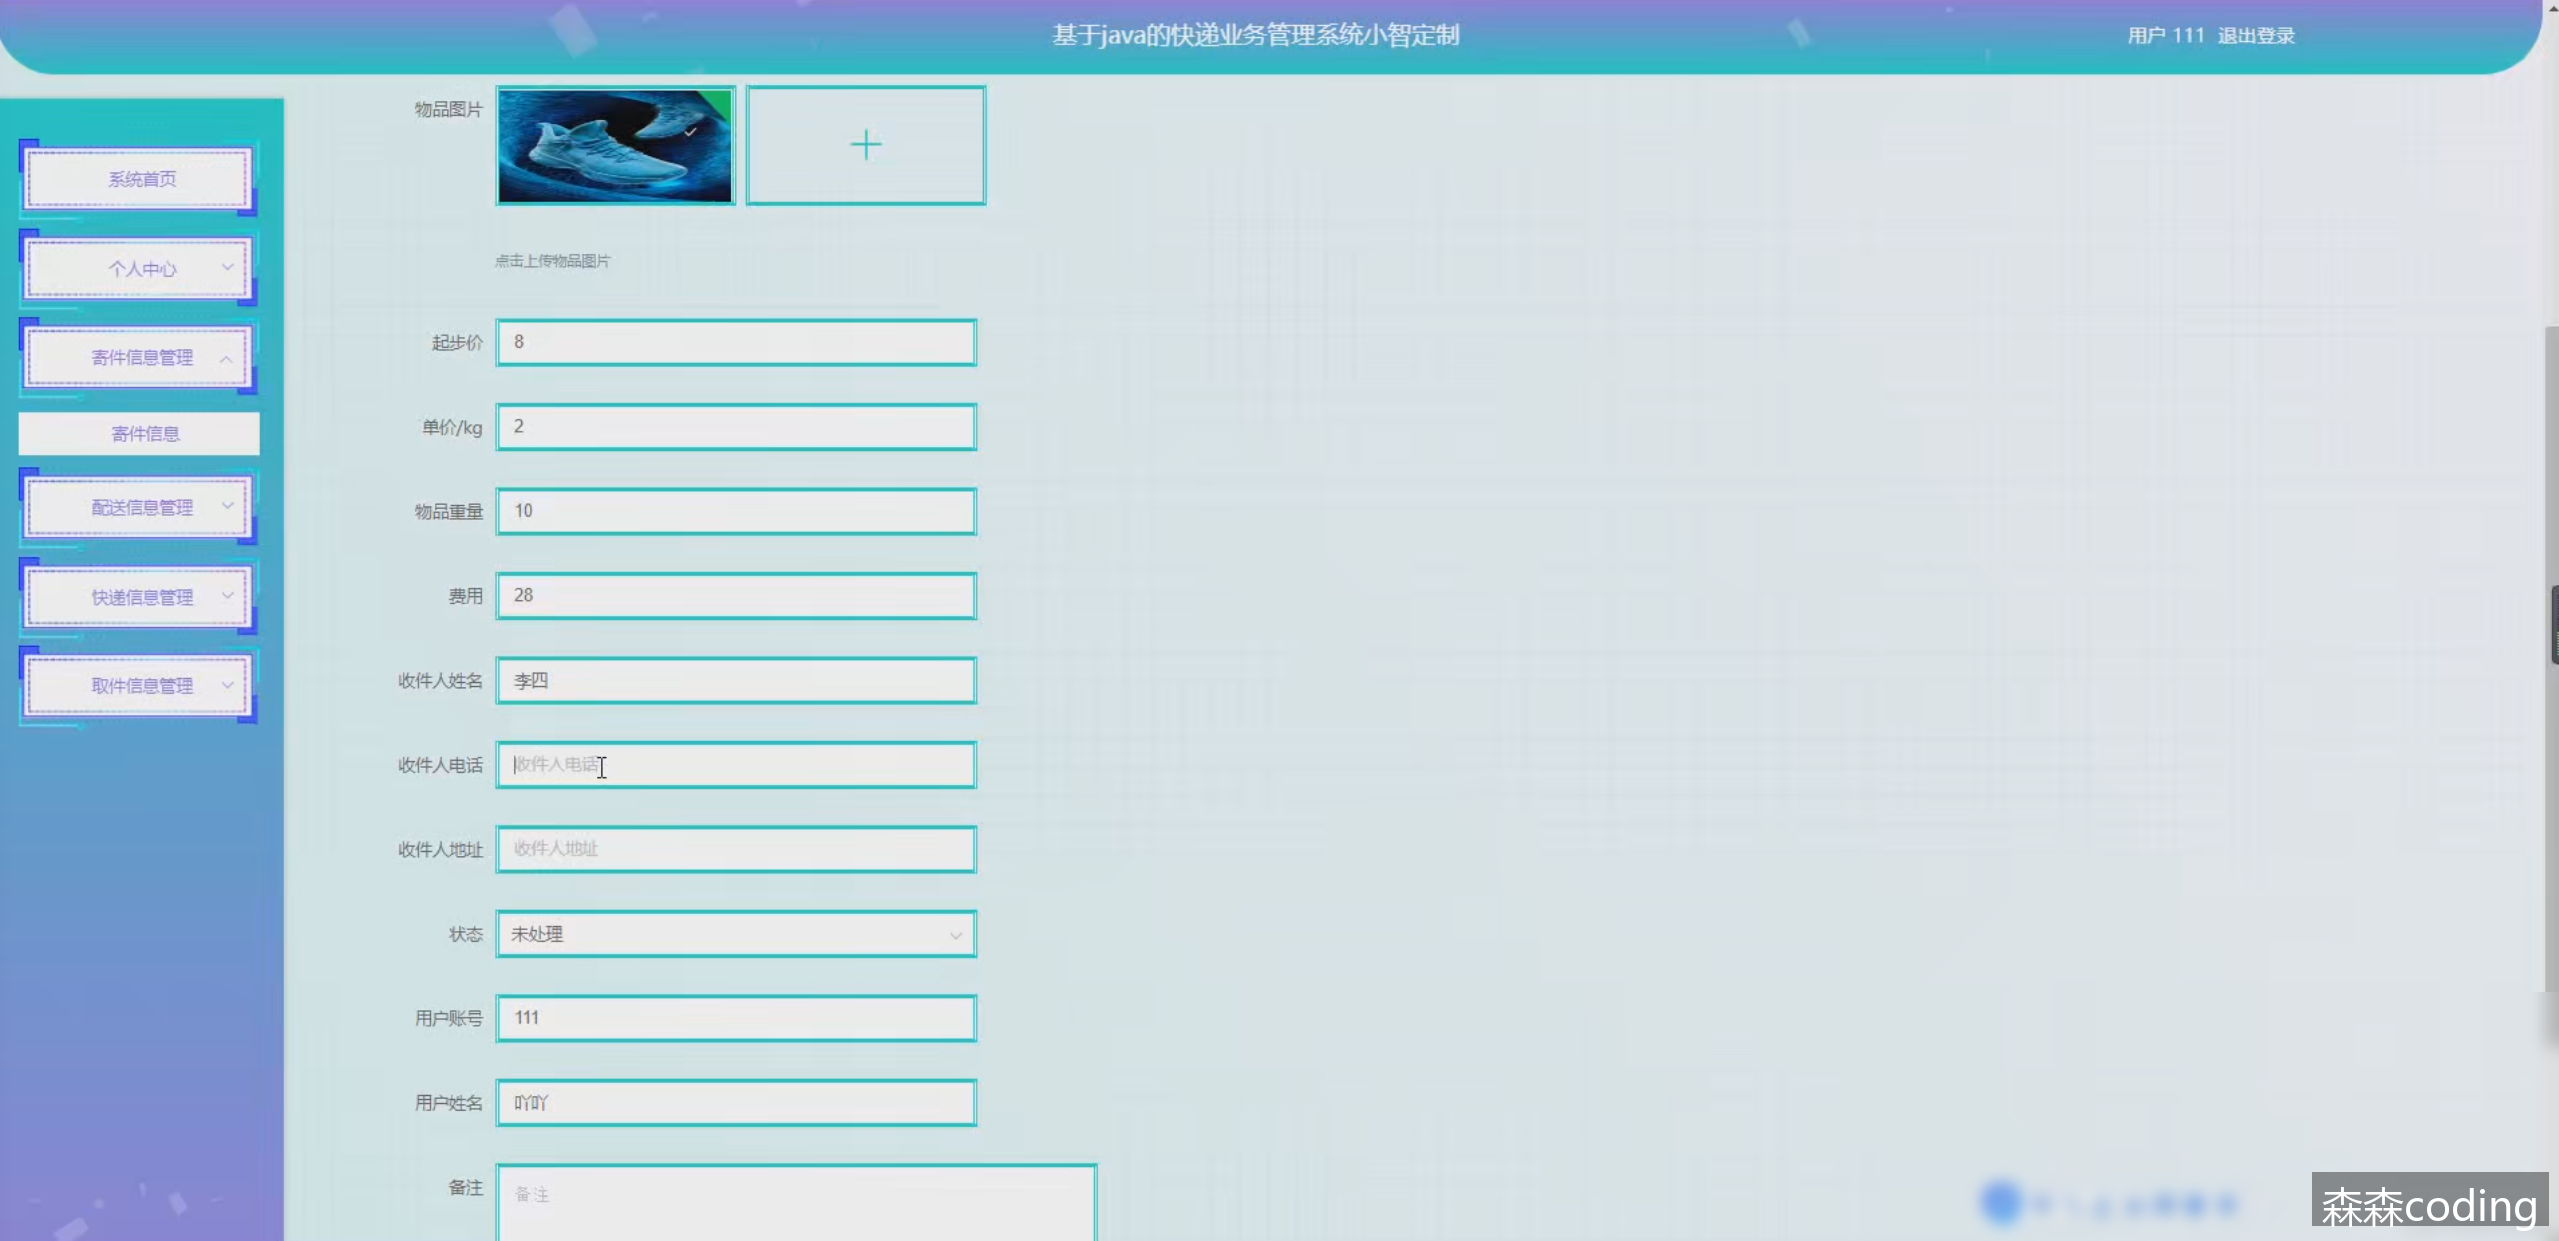 基于java的快递业务管理系统小智定制
用户 111 退出登录
系统首页
个人中心
寄件信息管理
寄件信息
配送信息管理
快递信息管理
取件信息管理
物品图片
点击上传物品图片
起步价 8
单价/kg 2
物品重量 10
费用 28
收件人姓名 李四
收件人电话 收件人电话
收件人地址 收件人地址
状态 未处理
用户账号 111
用户姓名 吖吖
备注 备注
森森coding